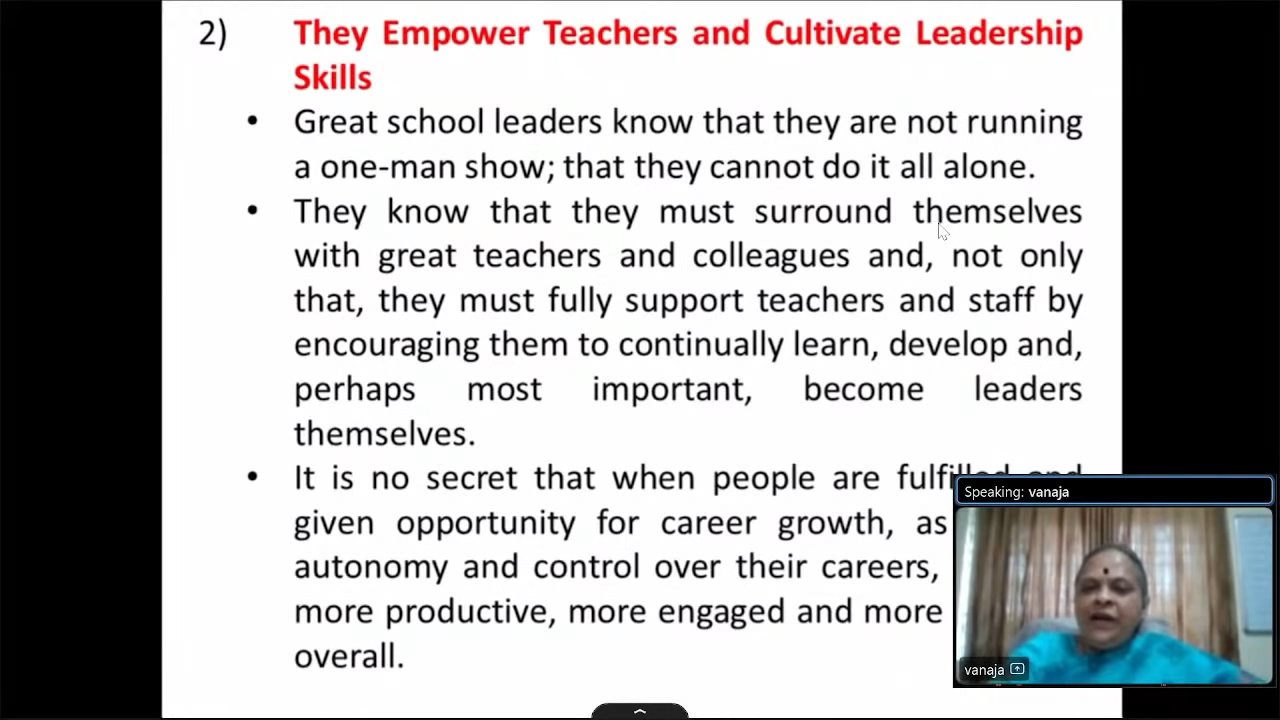 2) They Empower Teachers and Cultivate Leadership
Skills
• Great school leaders know that they are not running
a one-man show; that they cannot do it all alone.
• They know that they must surround themselves
with great teachers and colleagues and, not only
that, they must fully support teachers and staff by
encouraging them to continually learn, develop and,
perhaps most important, become leaders
themselves.
• It is no secret that when people are fulfilled and
given opportunity for career growth, as
autonomy and control over their careers,
more productive, more engaged and more
overall.
Speaking: vanaja
vanaja